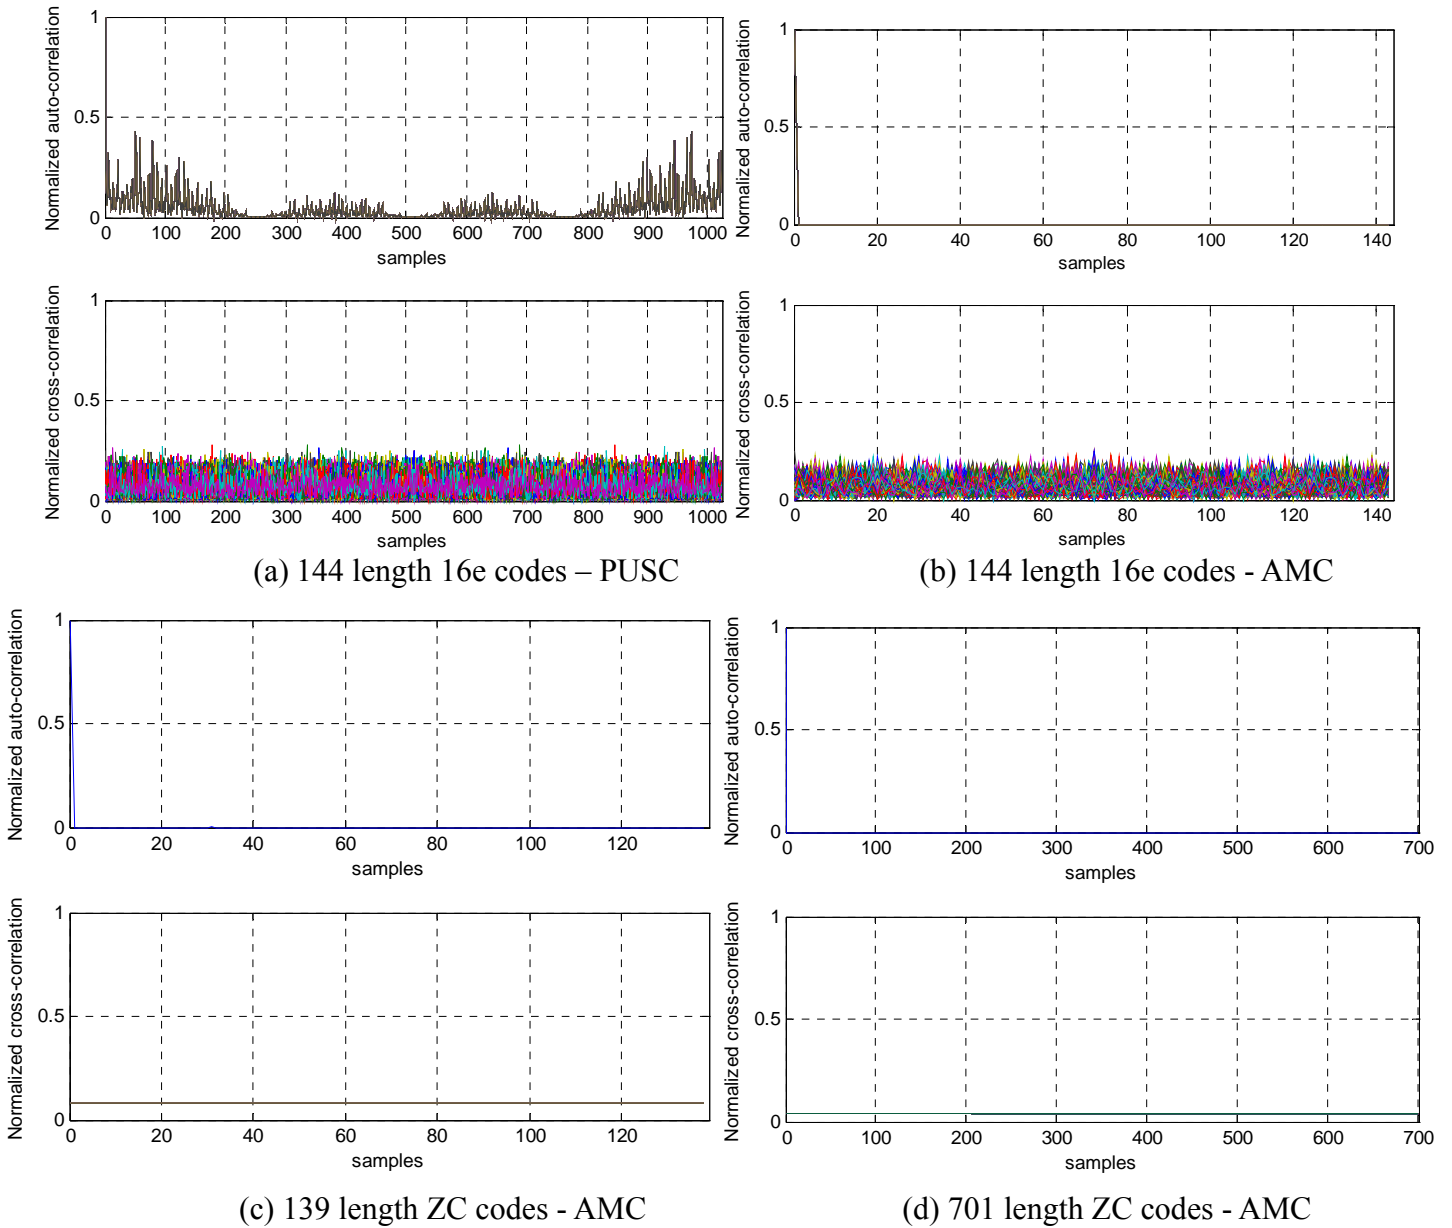 Normalized auto-correlation
1
0.5
0
0 100 200 300 400 500 600 700 800 900 1000
samples
Normalized auto-correlation
1
0.5
0
0 20 40 60 80 100 120 140
samples
Normalized cross-correlation
1
0.5
0
0 100 200 300 400 500 600 700 800 900 1000
samples
Normalized cross-correlation
1
0.5
0
0 20 40 60 80 100 120 140
samples
(a) 144 length 16e codes – PUSC
(b) 144 length 16e codes - AMC
Normalized auto-correlation
1
0.5
0
0 20 40 60 80 100 120
samples
Normalized auto-correlation
1
0.5
0
0 100 200 300 400 500 600 700
samples
Normalized cross-correlation
1
0.5
0
0 20 40 60 80 100 120
samples
Normalized cross-correlation
1
0.5
0
0 100 200 300 400 500 600 700
samples
(c) 139 length ZC codes - AMC
(d) 701 length ZC codes - AMC